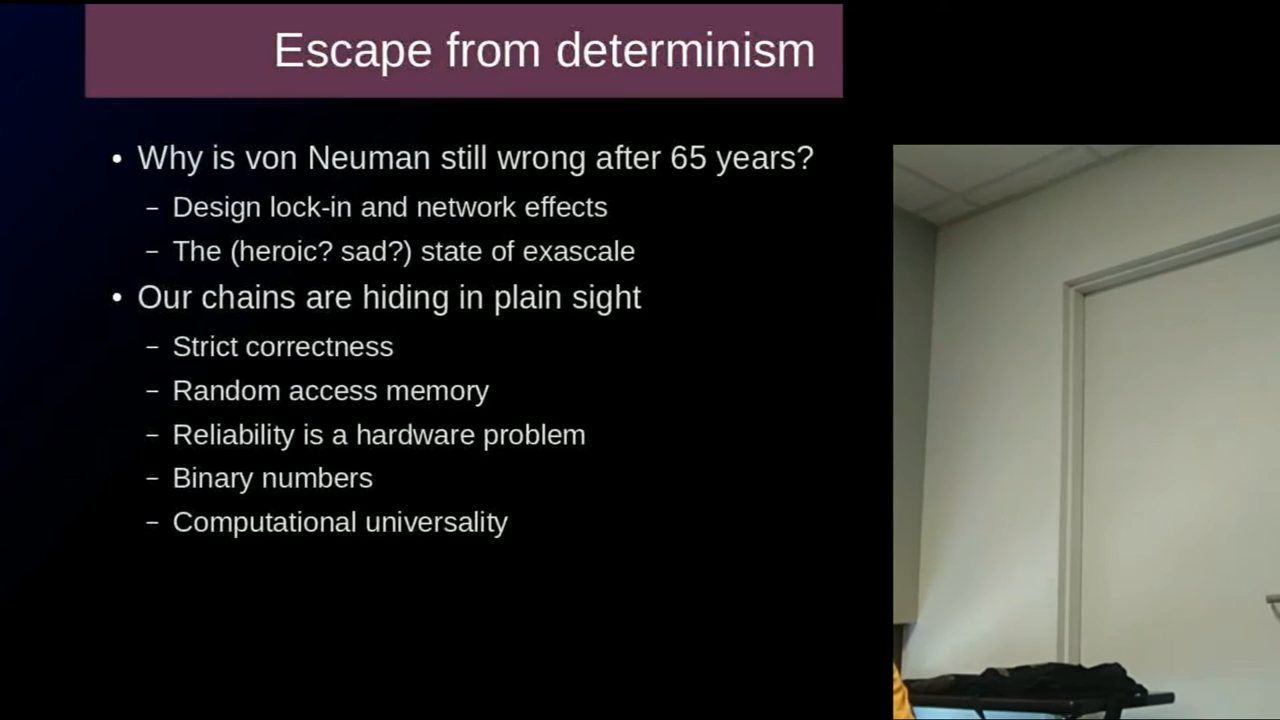 Escape from determinism
• Why is von Neuman still wrong after 65 years?
– Design lock-in and network effects
– The (heroic? sad?) state of exascale
• Our chains are hiding in plain sight
– Strict correctness
– Random access memory
– Reliability is a hardware problem
– Binary numbers
– Computational universality